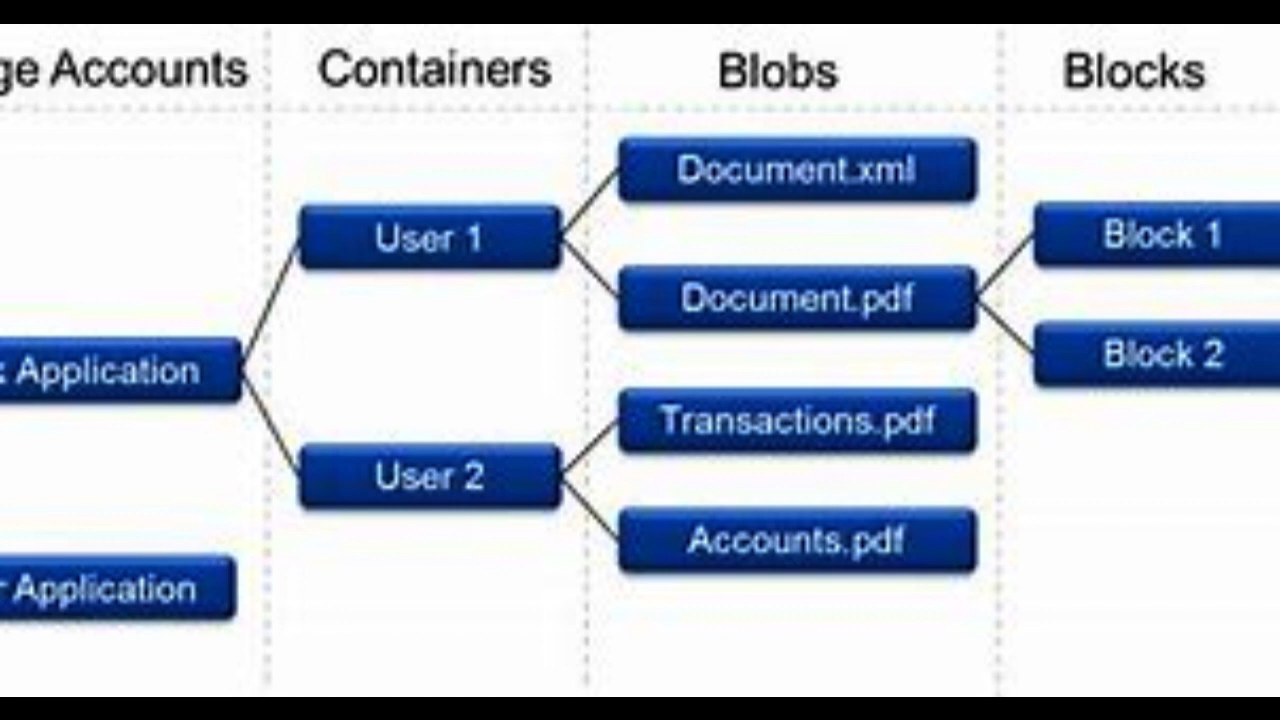 ge Accounts
Containers
Blobs
Blocks
Document.xml
User 1
Block 1
Document.pdf
Block 2
Application
Transactions.pdf
User 2
Accounts.pdf
r Application